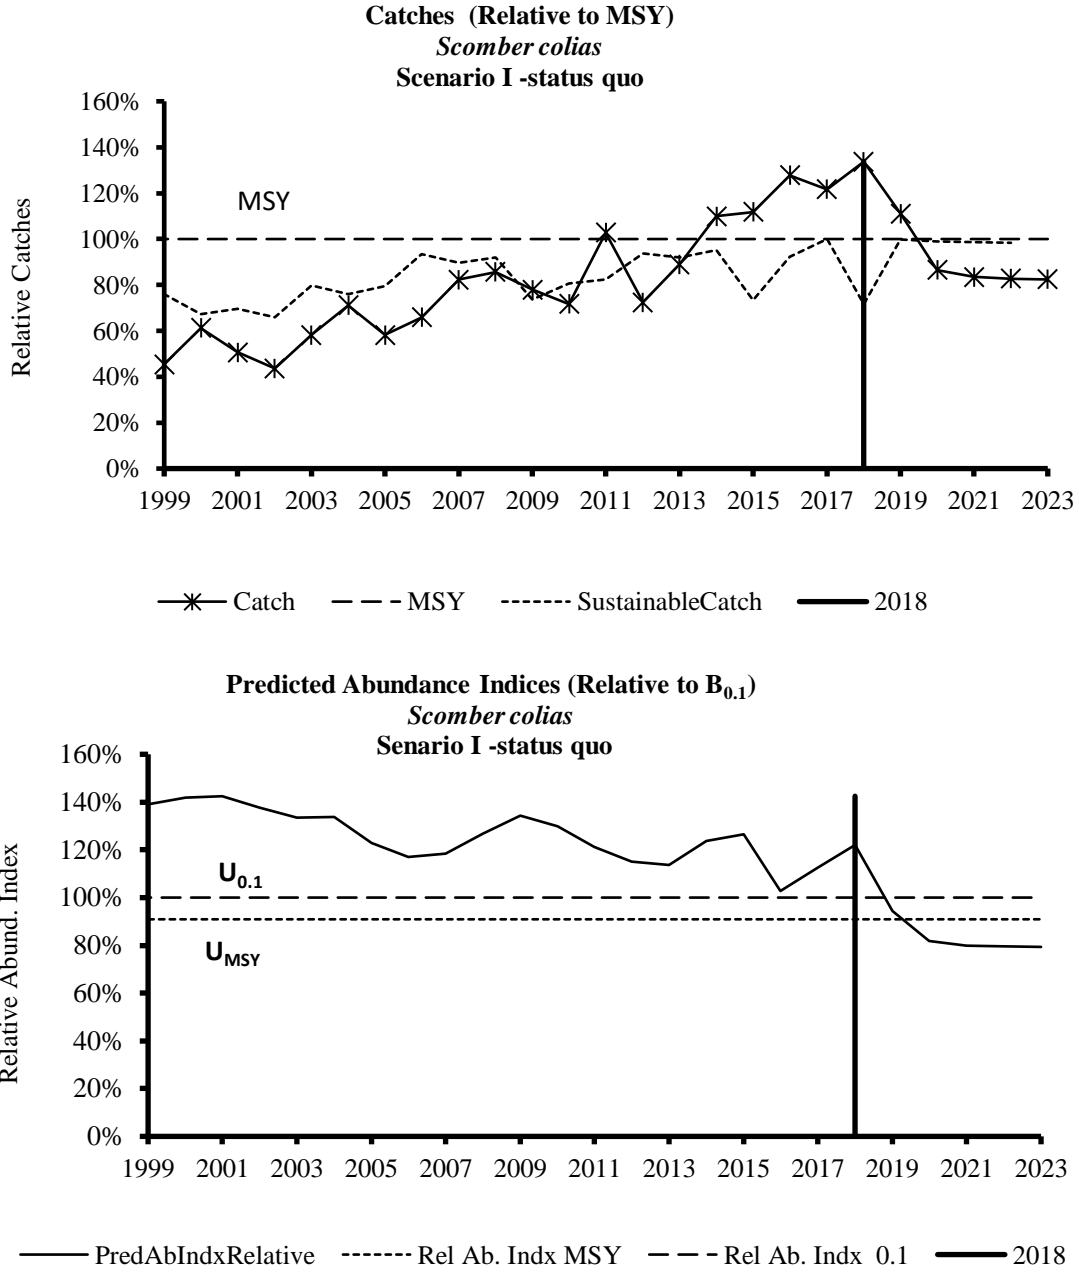 Catches (Relative to MSY)
Scomber colias
Scenario I -status quo
160%
140%
120%
100%
80%
60%
40%
20%
0%
Relative Catches
MSY
1999 2001 2003 2005 2007 2009 2011 2013 2015 2017 2019 2021 2023
Catch MSY SustainableCatch 2018
Predicted Abundance Indices (Relative to B0.1)
Scomber colias
Senario I -status quo
160%
140%
120%
100%
80%
60%
40%
20%
0%
Relative Abund. Index
U0.1
UMSY
1999 2001 2003 2005 2007 2009 2011 2013 2015 2017 2019 2021 2023
PredAbIndxRelative Rel Ab. Indx MSY Rel Ab. Indx 0.1 2018